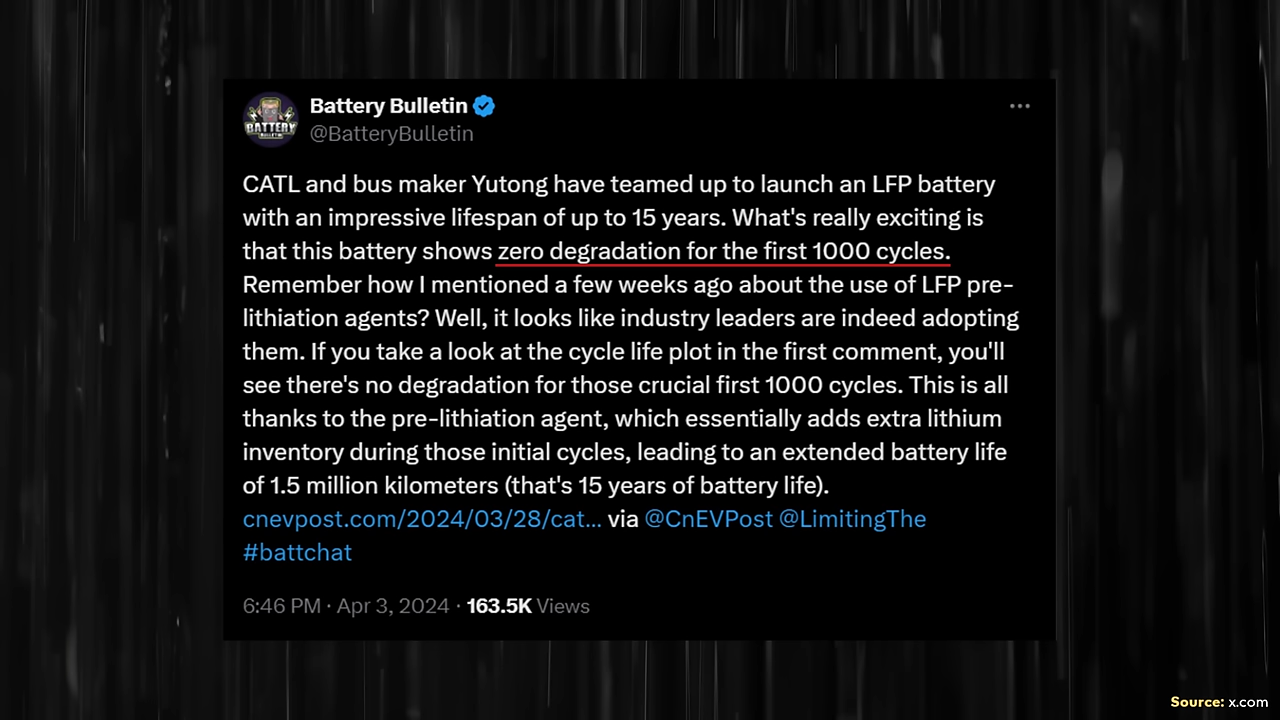 Battery Bulletin
@BatteryBulletin
CATL and bus maker Yutong have teamed up to launch an LFP battery
with an impressive lifespan of up to 15 years. What's really exciting is
that this battery shows zero degradation for the first 1000 cycles.
Remember how I mentioned a few weeks ago about the use of LFP pre-
lithiation agents? Well, it looks like industry leaders are indeed adopting
them. If you take a look at the cycle life plot in the first comment, you'll
see there's no degradation for those crucial first 1000 cycles. This is all
thanks to the pre-lithiation agent, which essentially adds extra lithium
inventory during those initial cycles, leading to an extended battery life
of 1.5 million kilometers (that's 15 years of battery life).
cnevpost.com/2024/03/28/cat... via @CnEVPost @LimitingThe
#battchat
6:46 PM · Apr 3, 2024 · 163.5K Views
BATTERY
Source: x.com